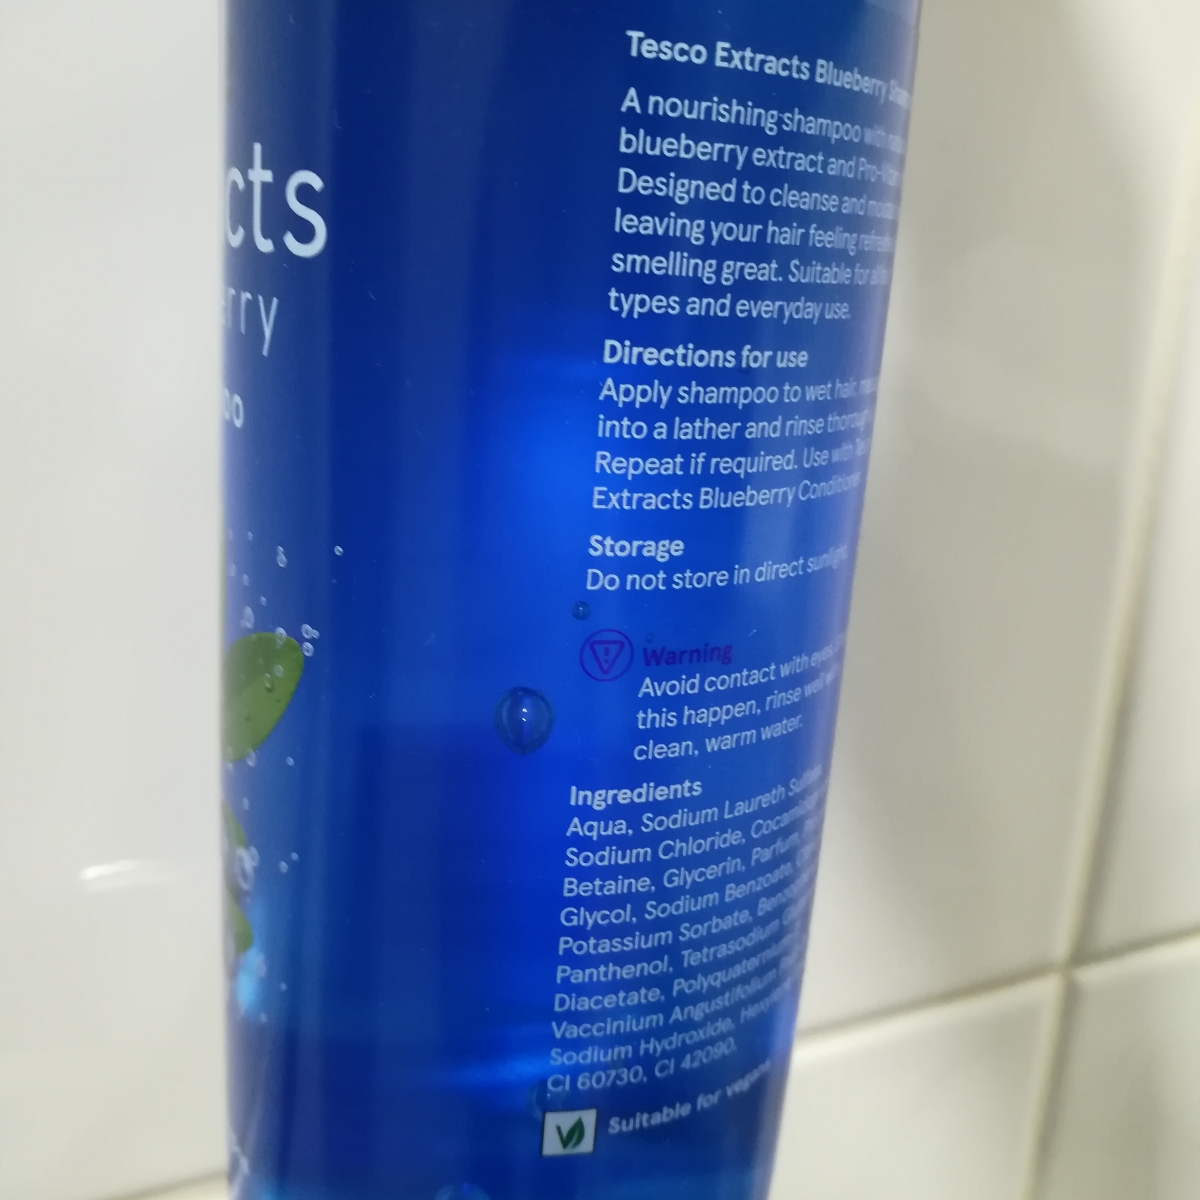 cts
rry
oo
Tesco Extracts Blueberry
A nourishing shampoo with
blueberry extract and
Designed to cleanse and
leaving your hair feeling
smelling great. Suitable for
types and everyday use.
Directions for use
Apply shampoo to wet hair,
into a lather and rinse
Repeat if required. Use with
Extracts Blueberry Conditioner.
Storage
Do not store in direct
Warning
Avoid contact with eyes.
this happen, rinse well
clean, warm water.
Ingredients
Aqua, Sodium Laureth
Sodium Chloride,
Betaine, Glycerin, Parfum,
Glycol, Sodium Benzoate,
Potassium Sorbate,
Panthenol, Tetrasodium
Diacetate,
Vaccinium Angustifolium
Sodium Hydroxide,
CI 60730, CI 42090.
Suitable for vegans